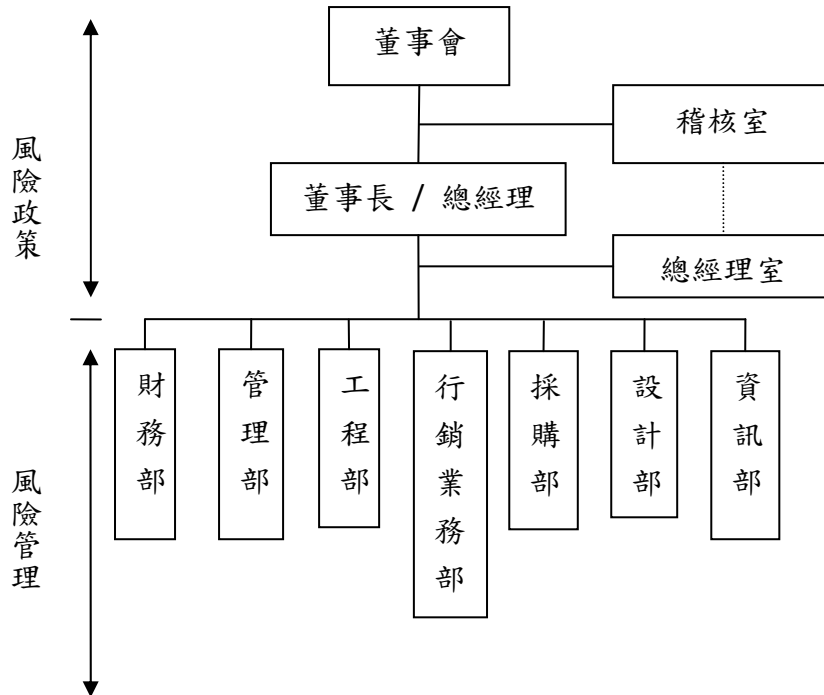 董事會
稽核室
董事長 / 總經理
總經理室
風險政策
財務部
管理部
工程部
行銷業務部
採購部
設計部
資訊部
風險管理